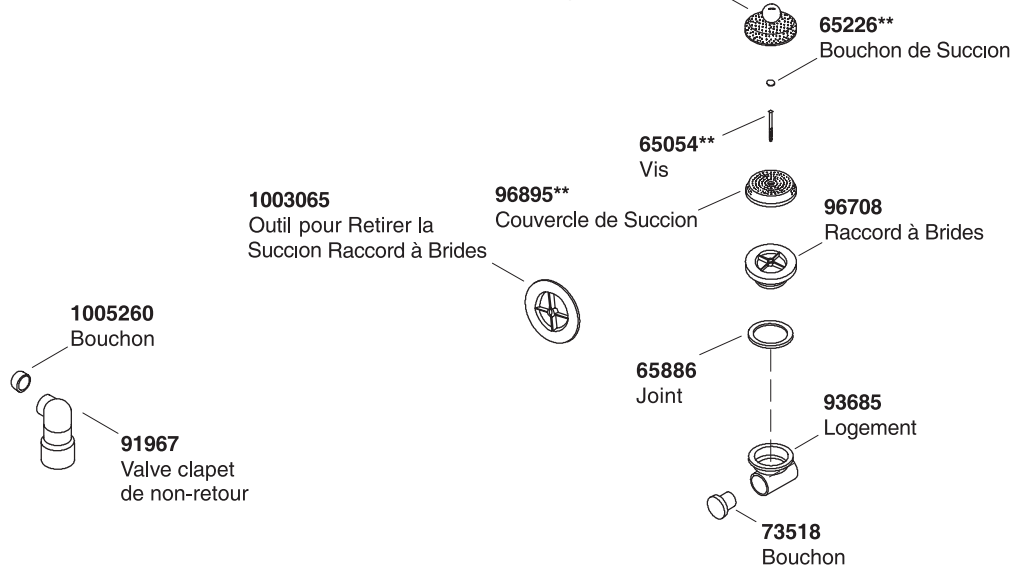 65226**
Bouchon de Succion
65054**
Vis
1003065
Outil pour Retirer la
Succion Raccord à Brides
96895**
Couvercle de Succion
96708
Raccord à Brides
1005260
Bouchon
65886
Joint
93685
Logement
91967
Valve clapet
de non-retour
73518
Bouchon